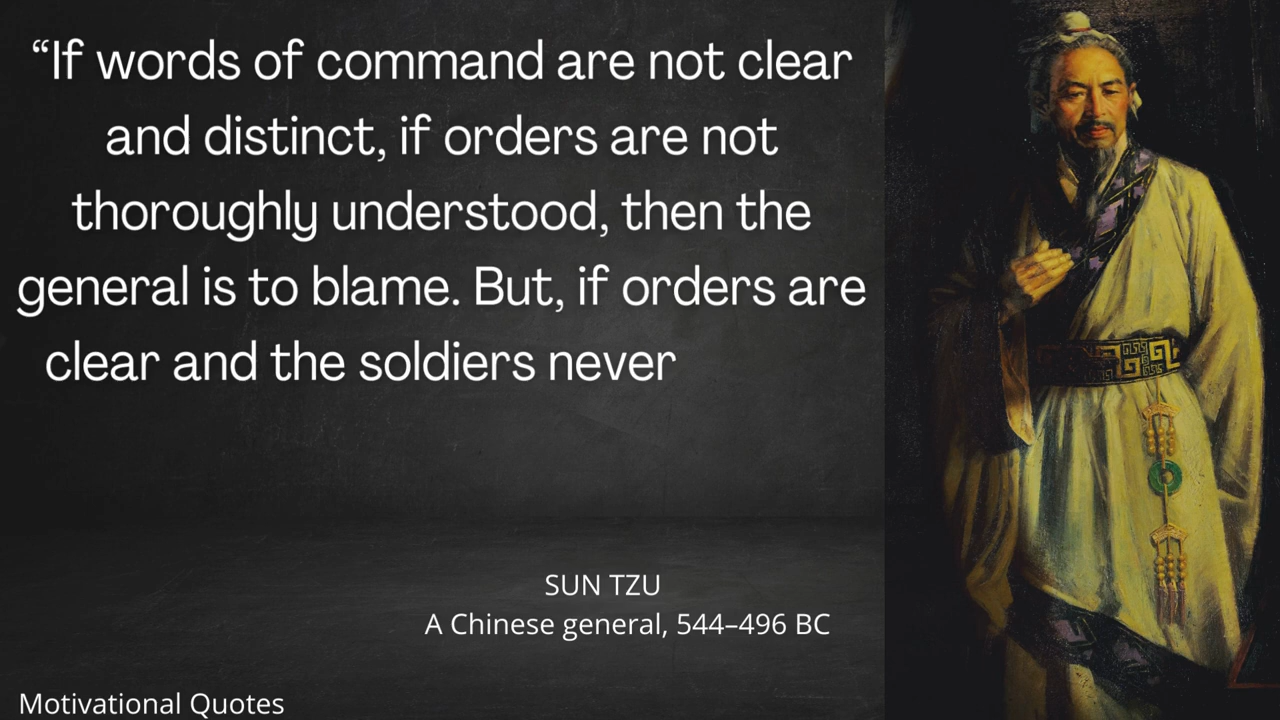 “If words of command are not clear
and distinct, if orders are not
thoroughly understood, then the
general is to blame. But, if orders are
clear and the soldiers never
SUN TZU
A Chinese general, 544–496 BC
Motivational Quotes